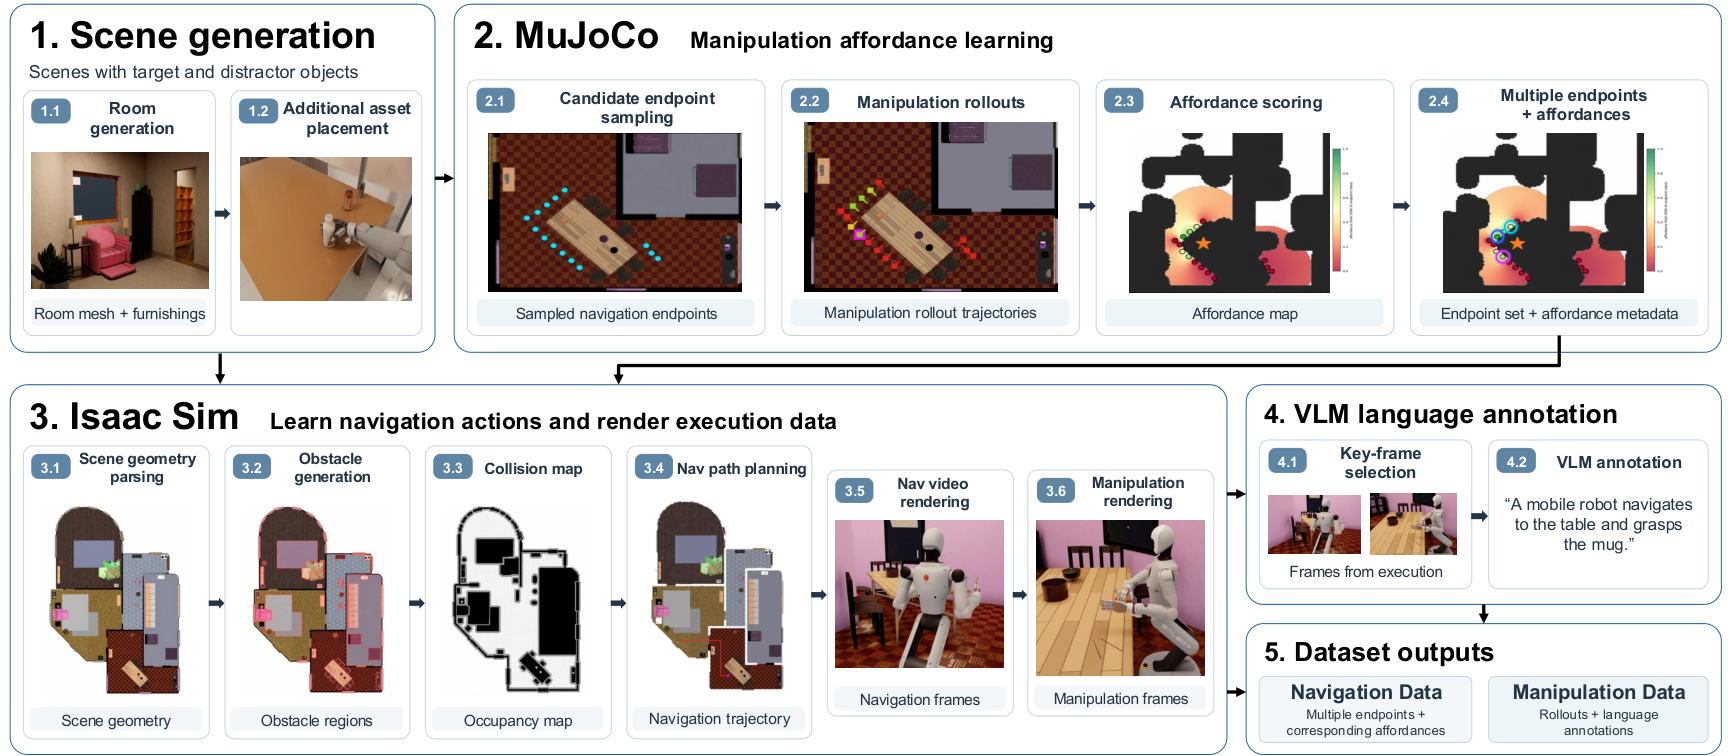 1. Scene generation
Scenes with target and distractor objects
1.1 Room
generation
Room mesh + furnishings
1.2 Additional asset
placement
2. MuJoCo Manipulation affordance learning
2.1 Candidate endpoint
sampling
Sampled navigation endpoints
2.2 Manipulation rollouts
Manipulation rollout trajectories
2.3 Affordance scoring
Affordance map
2.4 Multiple endpoints
+ affordances
Endpoint set + affordance metadata
3. Isaac Sim Learn navigation actions and render execution data
3.1 Scene geometry
parsing
Scene geometry
3.2 Obstacle
generation
Obstacle regions
3.3 Collision map
Occupancy map
3.4 Nav path planning
Navigation trajectory
3.5 Nav video
rendering
Navigation frames
3.6 Manipulation
rendering
Manipulation frames
4. VLM language annotation
4.1 Key-frame
selection
Frames from execution
4.2 VLM annotation
“A mobile robot navigates
to the table and grasps
the mug.”
5. Dataset outputs
Navigation Data
Multiple endpoints +
corresponding affordances
Manipulation Data
Rollouts + language
annotations